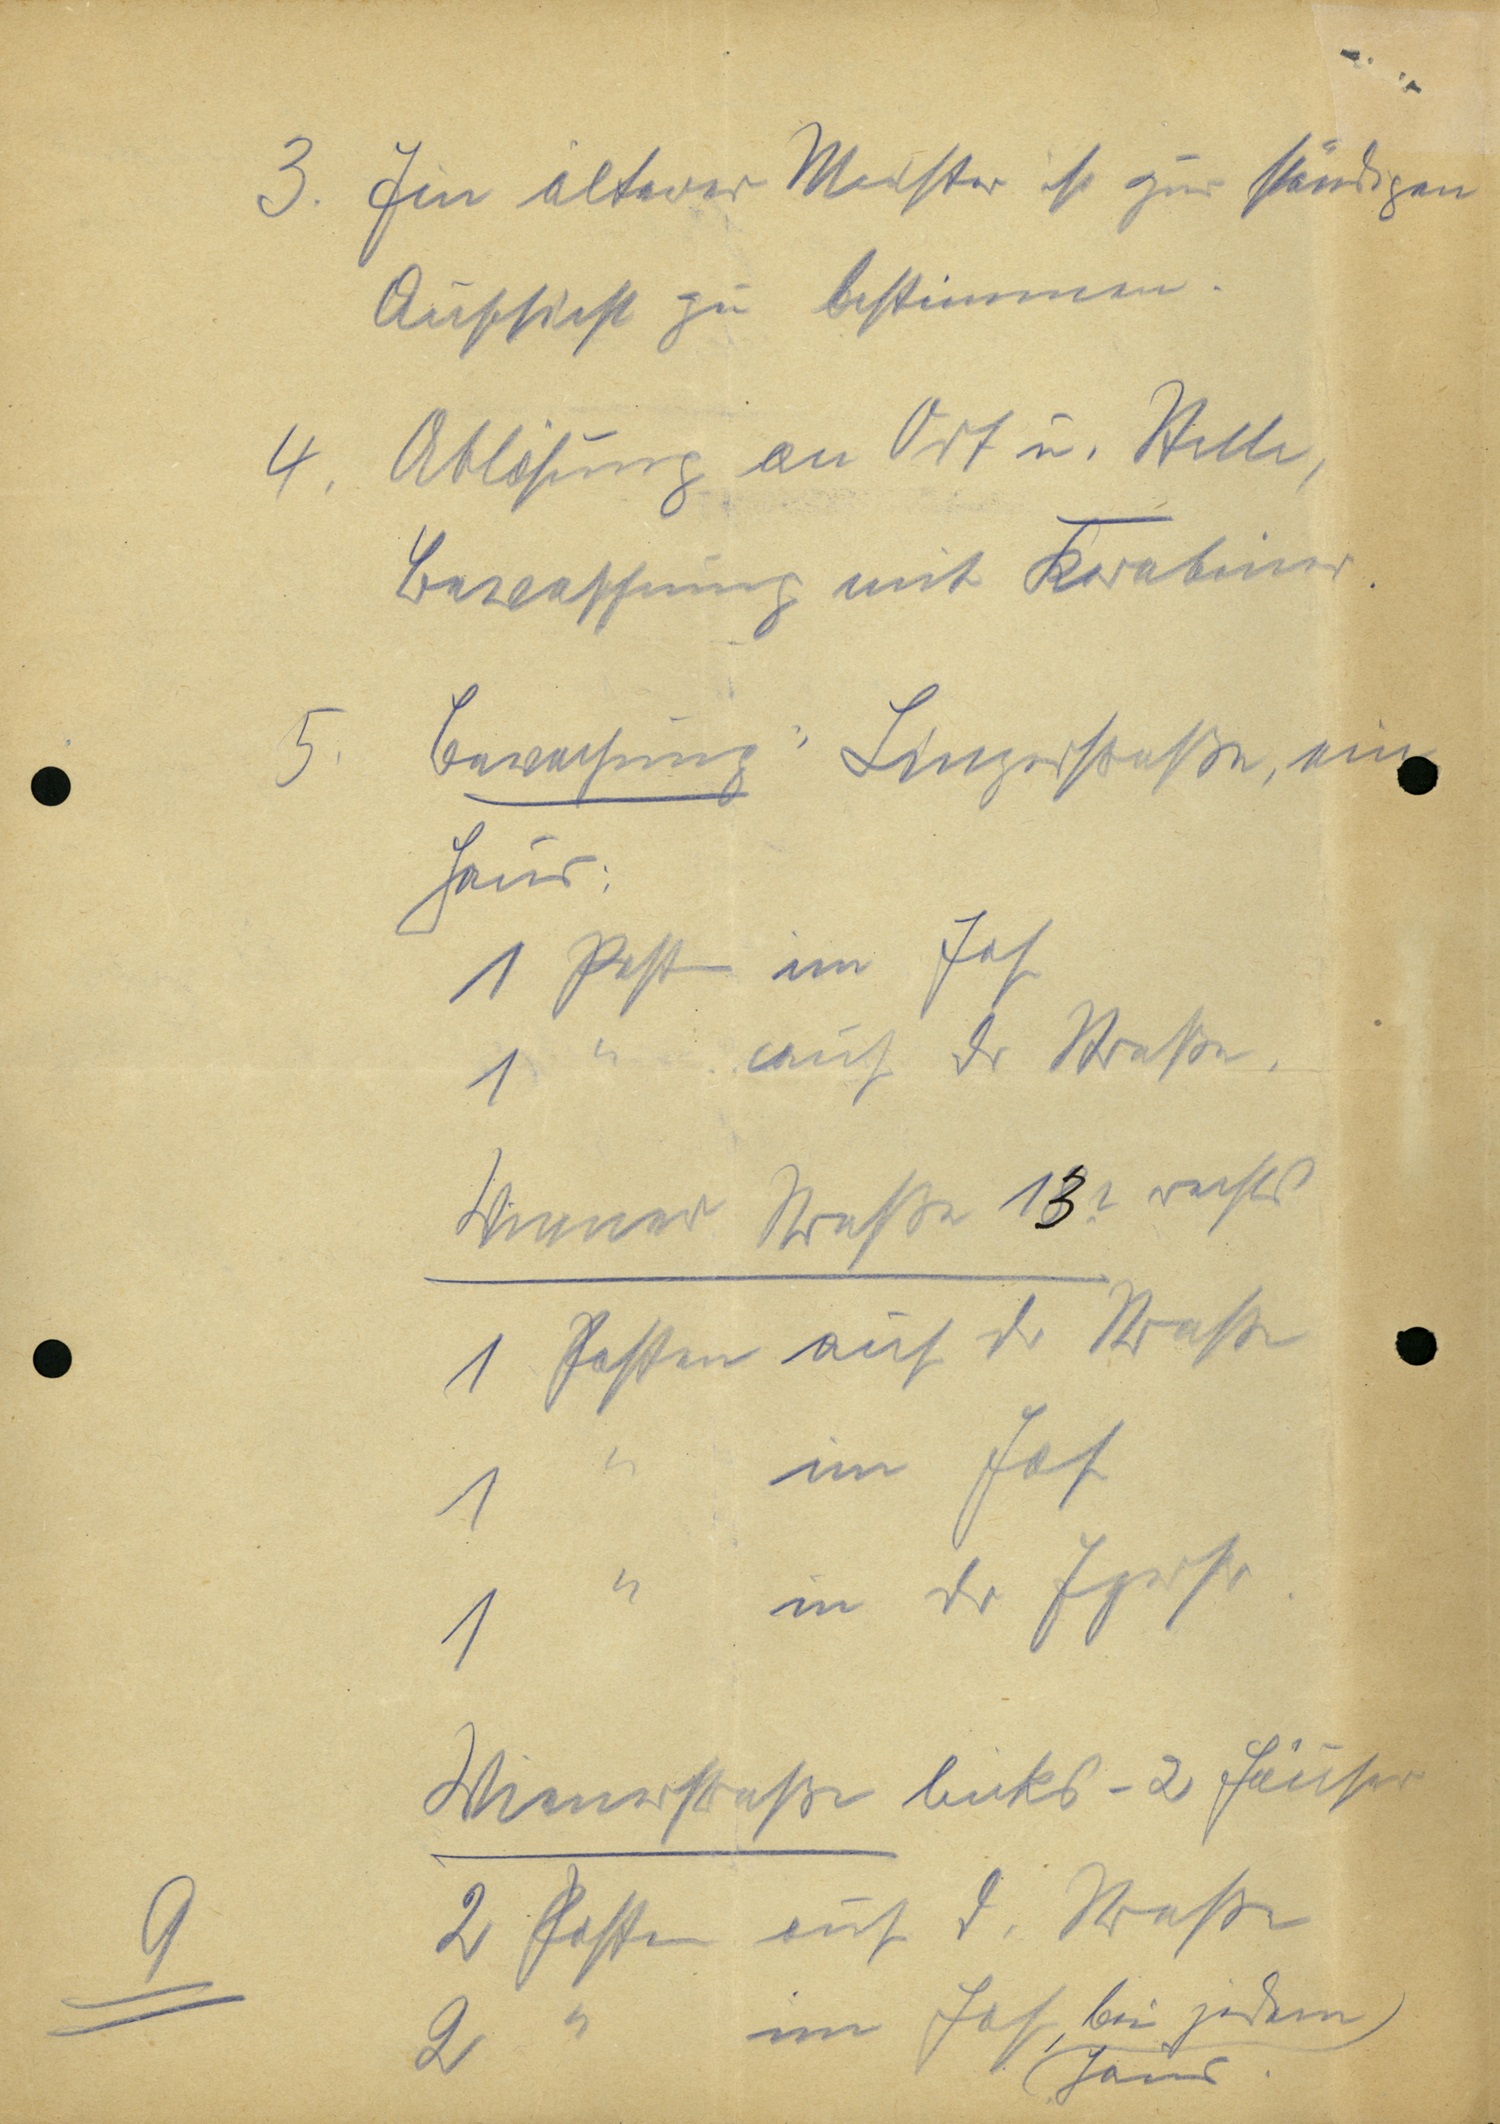 3. Ein älterer Meister ist zur ständigen
Aufsicht zu bestimmen.
4. Ablösung an Ort u. Stelle,
Bewaffnung mit Karabiner.
5. Bewachung: Linzerstraße, ein
Haus:
1 Posten im Hof
1 " auf der Straße.
Wiener Straße 13? rechts
1 Posten auf der Straße
1 " im Hof
1 " in der
Wienerstraße links - 2 Häuser
2 Posten auf d. Straße
9
2 " im Hof, bei jedem
Haus.